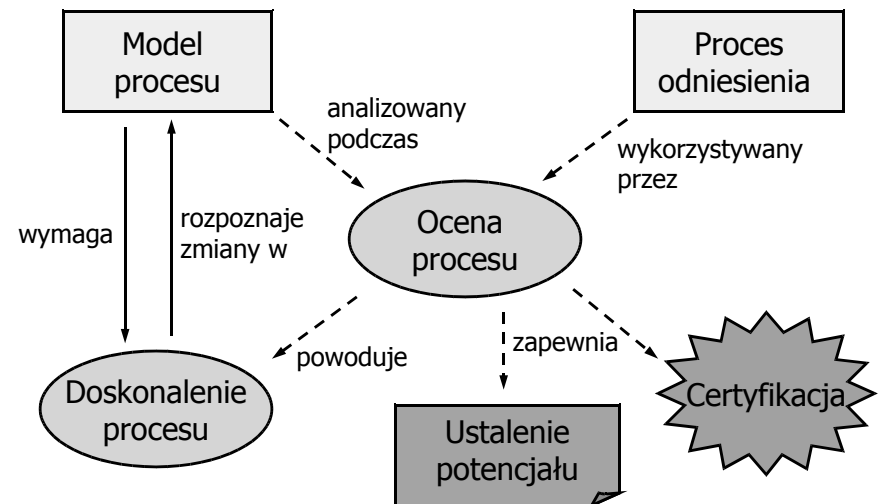 Model
procesu
Proces
odniesienia
analizowany
podczas
wykorzystywany
przez
wymaga
rozpoznaje
zmiany w
Ocena
procesu
powoduje
zapewnia
Doskonalenie
procesu
Ustalenie
potencjału
Certyfikacja